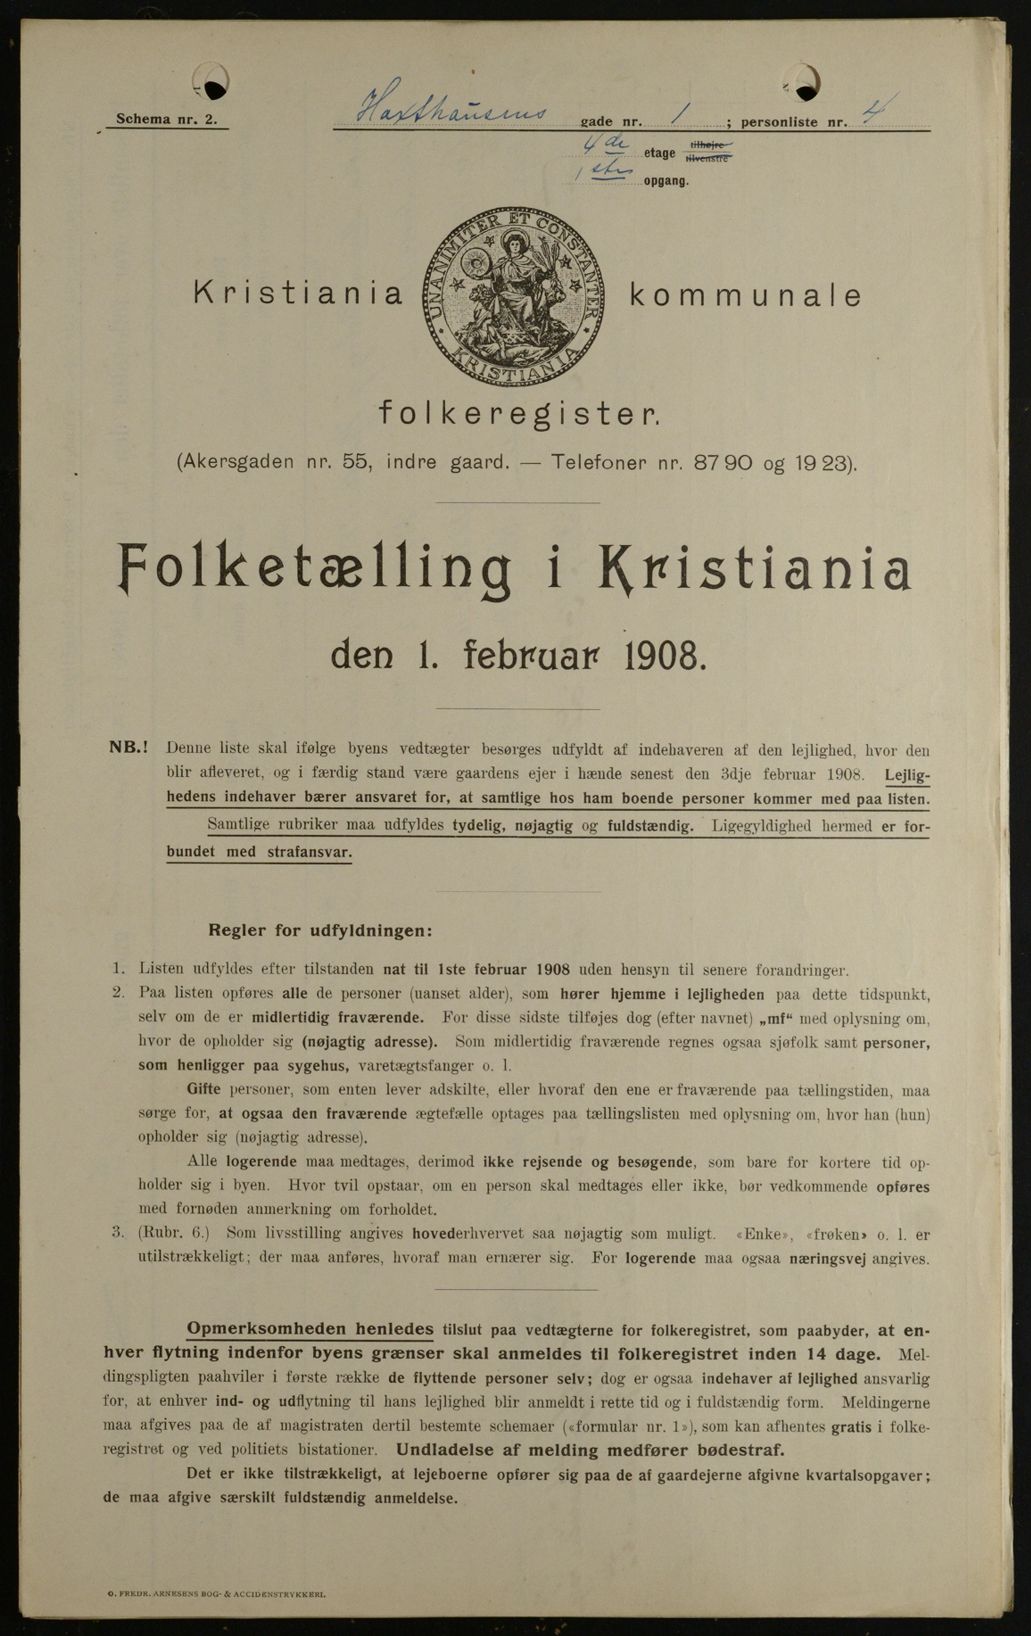 Schema nr. 2.
Haxthausens gade nr. 1 ; personliste nr. 4
4de etage tilhøjre
tilvenstre
1ste opgang.
UNANIMITER ET CONSTANTER
KRISTIANIA
Kristiania kommunale
folkeregister.
(Akersgaden nr. 55, indre gaard. — Telefoner nr. 87 90 og 19 23).
Folketælling i Kristiania
den 1. februar 1908.
NB.! Denne liste skal ifølge byens vedtægter besørges udfyldt af indehaveren af den lejlighed, hvor den
blir afleveret, og i færdig stand være gaardens ejer i hænde senest den 3dje februar 1908. Lejlig-
hedens indehaver bærer ansvaret for, at samtlige hos ham boende personer kommer med paa listen.
Samtlige rubriker maa udfyldes tydelig, nøjagtig og fuldstændig. Ligegyldighed hermed er for-
bundet med strafansvar.
Regler for udfyldningen:
1. Listen udfyldes efter tilstanden nat til 1ste februar 1908 uden hensyn til senere forandringer.
2. Paa listen opføres alle de personer (uanset alder), som hører hjemme i lejligheden paa dette tidspunkt,
selv om de er midlertidig fraværende. For disse sidste tilføjes dog (efter navnet) „mf“ med oplysning om,
hvor de opholder sig (nøjagtig adresse). Som midlertidig fraværende regnes ogsaa sjøfolk samt personer,
som henligger paa sygehus, varetægtsfanger o. l.
Gifte personer, som enten lever adskilte, eller hvoraf den ene er fraværende paa tællingstiden, maa
sørge for, at ogsaa den fraværende ægtefælle optages paa tællingslisten med oplysning om, hvor han (hun)
opholder sig (nøjagtig adresse).
Alle logerende maa medtages, derimod ikke rejsende og besøgende, som bare for kortere tid op-
holder sig i byen. Hvor tvil opstaar, om en person skal medtages eller ikke, bør vedkommende opføres
med fornøden anmerkning om forholdet.
3. (Rubr. 6.) Som livsstilling angives hovederhvervet saa nøjagtig som muligt. «Enke», «frøken» o. l. er
utilstrækkeligt; der maa anføres, hvoraf man ernærer sig. For logerende maa ogsaa næringsvej angives.
Opmerksomheden henledes tilslut paa vedtægterne for folkeregistret, som paabyder, at en-
hver flytning indenfor byens grænser skal anmeldes til folkeregistret inden 14 dage. Mel-
dingspligten paahviler i første række de flyttende personer selv; dog er ogsaa indehaver af lejlighed ansvarlig
for, at enhver ind- og udflytning til hans lejlighed blir anmeldt i rette tid og i fuldstændig form. Meldingerne
maa afgives paa de af magistraten dertil bestemte schemaer («formular nr. 1»), som kan afhentes gratis i folke-
registret og ved politiets bistationer. Undladelse af melding medfører bødestraf.
Det er ikke tilstrækkeligt, at lejeboerne opfører sig paa de af gaardejerne afgivne kvartalsopgaver;
de maa afgive særskilt fuldstændig anmeldelse.
O. FREDR. ARNESENS BOG- & ACCIDENSTRYKKERI.